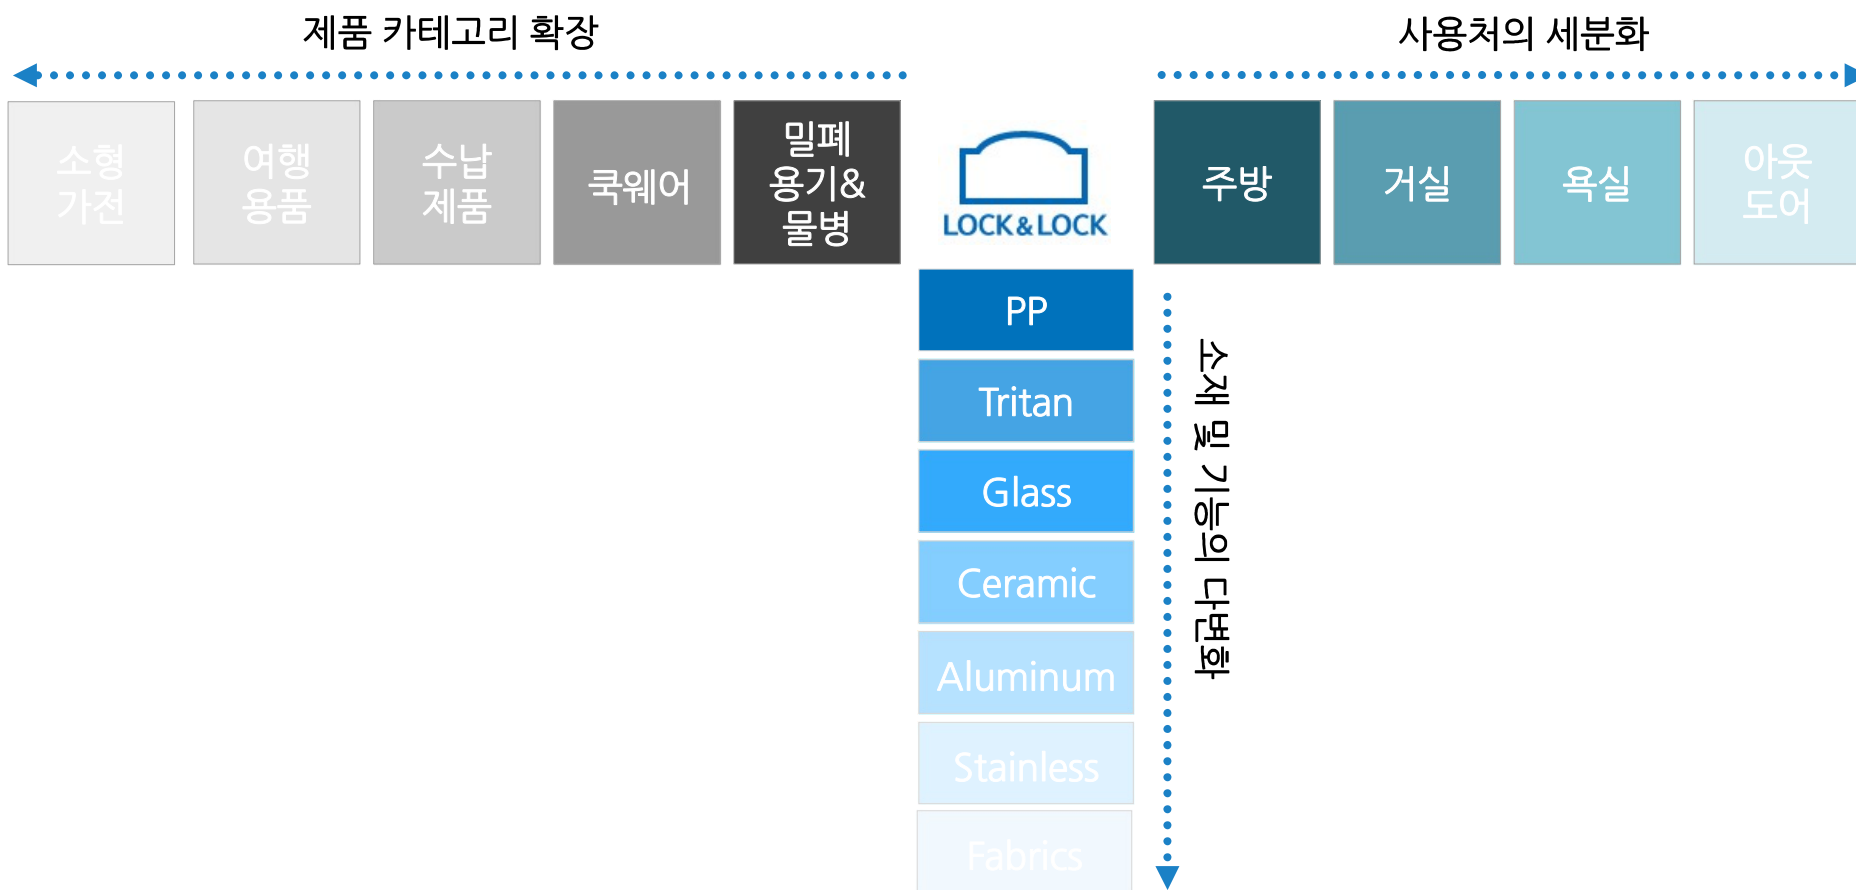 제품 카테고리 확장
사용처의 세분화
소형
가전
여행
용품
수납
제품
쿡웨어
밀폐
용기&
물병
LOCK&LOCK
주방
거실
욕실
아웃
도어
PP
Tritan
Glass
Ceramic
Aluminum
Stainless
Fabrics
소재 및 기능의 다변화